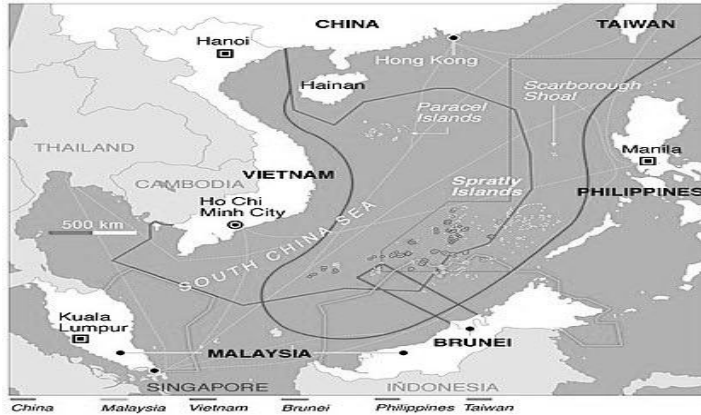 CHINA
TAIWAN
Hanoi
Hong Kong
Hainan
Scarborough
Shoal
Paracel
Islands
THAILAND
Manila
VIETNAM
CAMBODIA
PHILIPPINES
Spratly
Islands
Ho Chi
Minh City
500 km
SOUTH CHINA SEA
Kuala
Lumpur
BRUNEI
MALAYSIA
SINGAPORE
INDONESIA
China Malaysia Vietnam Brunei Philippines Taiwan